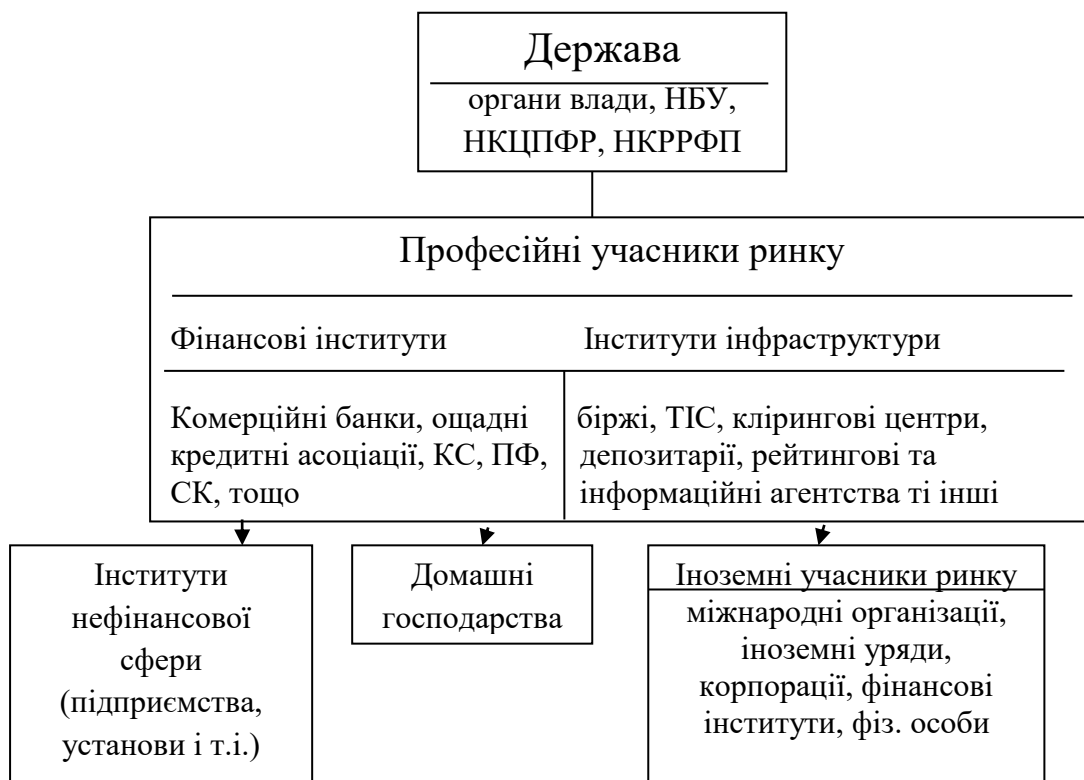 Держава
органи влади, НБУ,
НКЦПФР, НКРРФП
Професійні учасники ринку
Фінансові інститути
Інститути інфраструктури
Комерційні банки, ощадні
кредитні асоціації, КС, ПФ,
СК, тощо
біржі, ТІС, клірингові центри,
депозитарії, рейтингові та
інформаційні агентства ті інші
Інститути
нефінансової
сфери
(підприємства,
установи і т.і.)
Домашні
господарства
Іноземні учасники ринку
міжнародні організації,
іноземні уряди,
корпорації, фінансові
інститути, фіз. особи